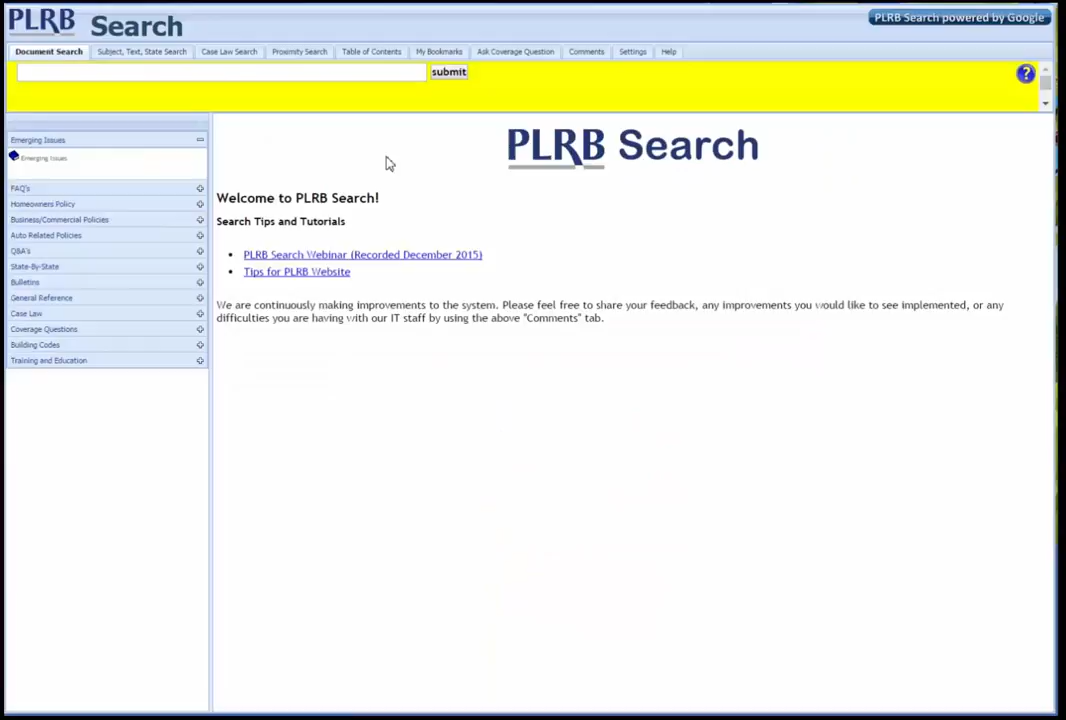 PLRB Search
PLRB Search powered by Google
Document Search Subject, Text, State Search Case Law Search Proximity Search Table of Contents My Bookmarks Ask Coverage Question Comments Settings Help
submit
?
Emerging Issues
Emerging Issues
FAQ's
Homeowners Policy
Business/Commercial Policies
Auto Related Policies
Q&A's
State-By-State
Bulletins
General Reference
Case Law
Coverage Questions
Building Codes
Training and Education
PLRB Search
Welcome to PLRB Search!
Search Tips and Tutorials
• PLRB Search Webinar (Recorded December 2015)
• Tips for PLRB Website
We are continuously making improvements to the system. Please feel free to share your feedback, any improvements you would like to see implemented, or any
difficulties you are having with our IT staff by using the above "Comments" tab.